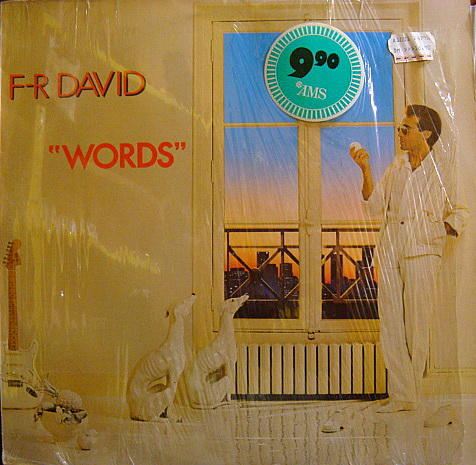 F-R DAVID
"WORDS"
9.90
AMS